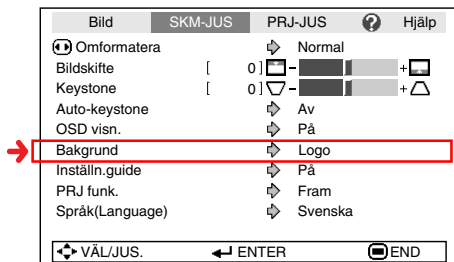 Bild SKM-JUS PRJ-JUS ? Hjälp
Omformatera Normal
Bildskifte [ 0] - +
Keystone [ 0] - +
Auto-keystone Av
OSD visn. På
Bakgrund Logo
Inställn.guide På
PRJ funk. Fram
Språk(Language) Svenska
VÄL/JUS. ENTER END